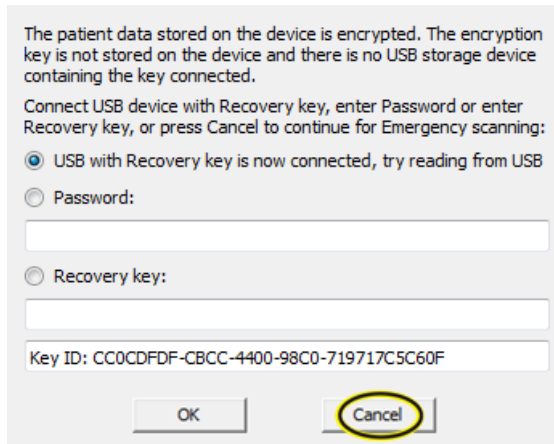 The patient data stored on the device is encrypted. The encryption
key is not stored on the device and there is no USB storage device
containing the key connected.
Connect USB device with Recovery key, enter Password or enter
Recovery key, or press Cancel to continue for Emergency scanning:
USB with Recovery key is now connected, try reading from USB
Password:
Recovery key:
Key ID: CC0CDFDF-CBCC-4400-98C0-719717C5C60F
OK Cancel